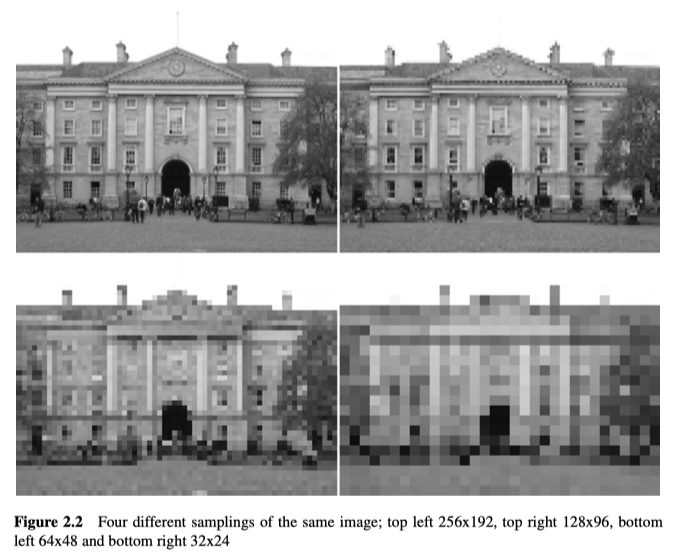 Figure 2.2 Four different samplings of the same image; top left 256x192, top right 128x96, bottom
left 64x48 and bottom right 32x24